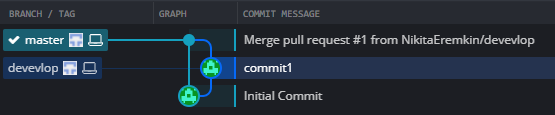 BRANCH / TAG GRAPH COMMIT MESSAGE
master Merge pull request #1 from NikitaEremkin/devevlop
devevlop commit1
Initial Commit